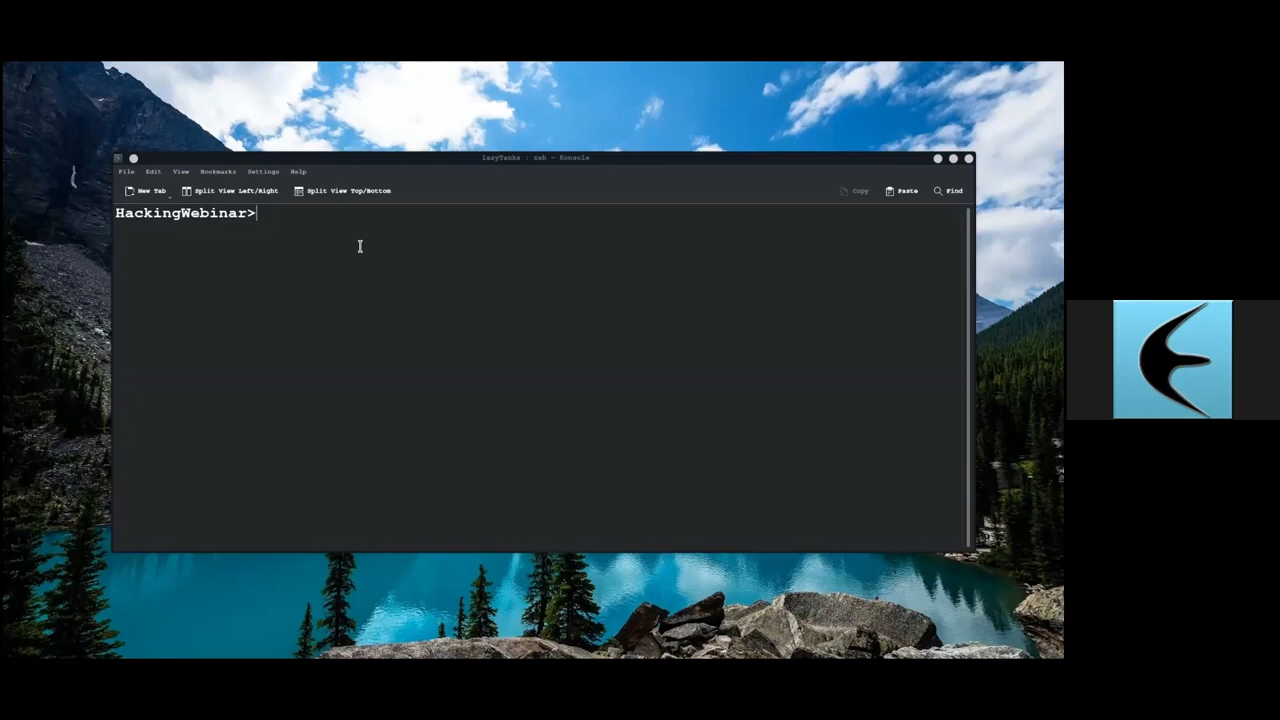 lazyTanks : zsh — Konsole
File Edit View Bookmarks Settings Help
New Tab Split View Left/Right Split View Top/Bottom Copy Paste Find
HackingWebinar>